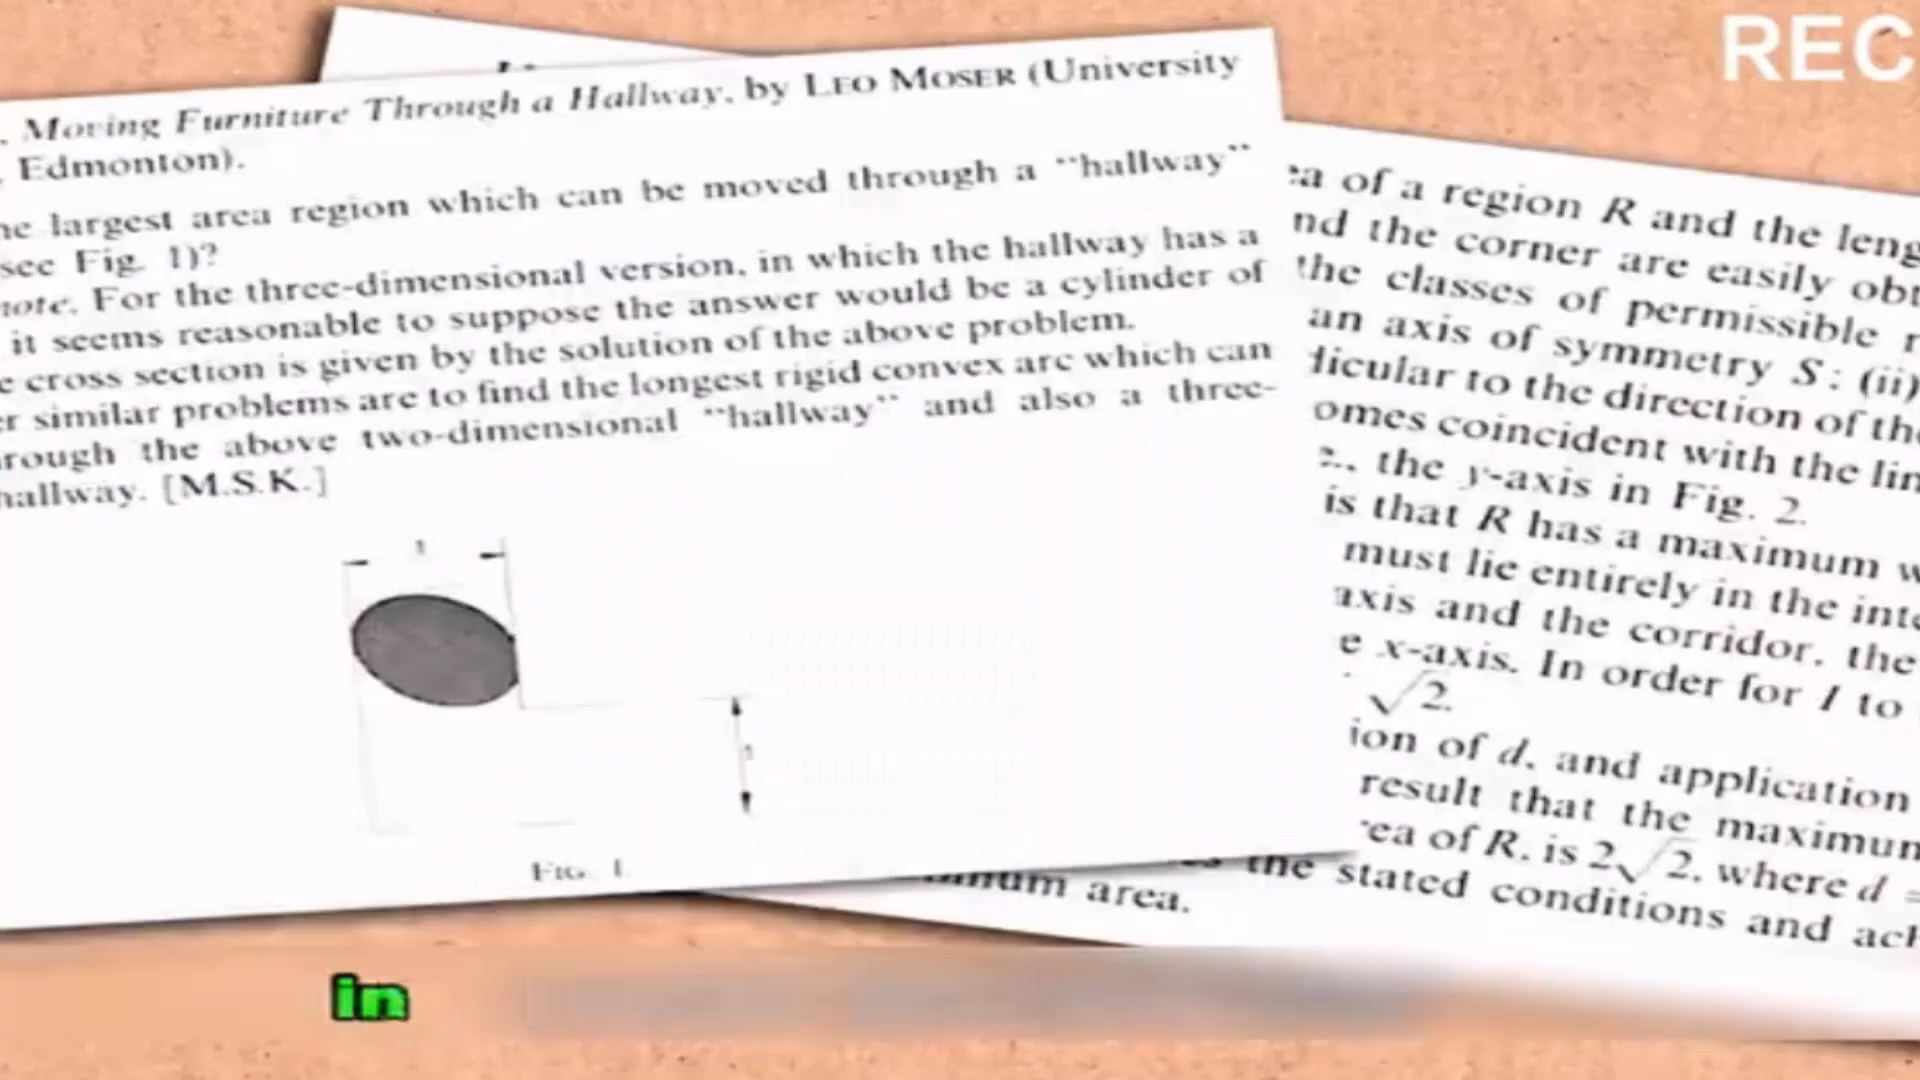 REC
. Moving Furniture Through a Hallway, by LEO MOSER (University
, Edmonton).
he largest area region which can be moved through a "hallway"
see Fig. 1)?
note. For the three-dimensional version, in which the hallway has a
it seems reasonable to suppose the answer would be a cylinder of
e cross section is given by the solution of the above problem.
er similar problems are to find the longest rigid convex arc which can
rough the above two-dimensional "hallway" and also a three-
hallway. [M.S.K.]
1
1
FIG. 1
ea of a region R and the leng
nd the corner are easily obt
the classes of permissible r
an axis of symmetry S: (ii)
dicular to the direction of the
omes coincident with the lin
e., the y-axis in Fig. 2.
is that R has a maximum w
must lie entirely in the inte
axis and the corridor, the
e x-axis. In order for I to
√2.
ion of d, and application
result that the maximum
ea of R, is 2√2, where d =
the stated conditions and ach
area.
in